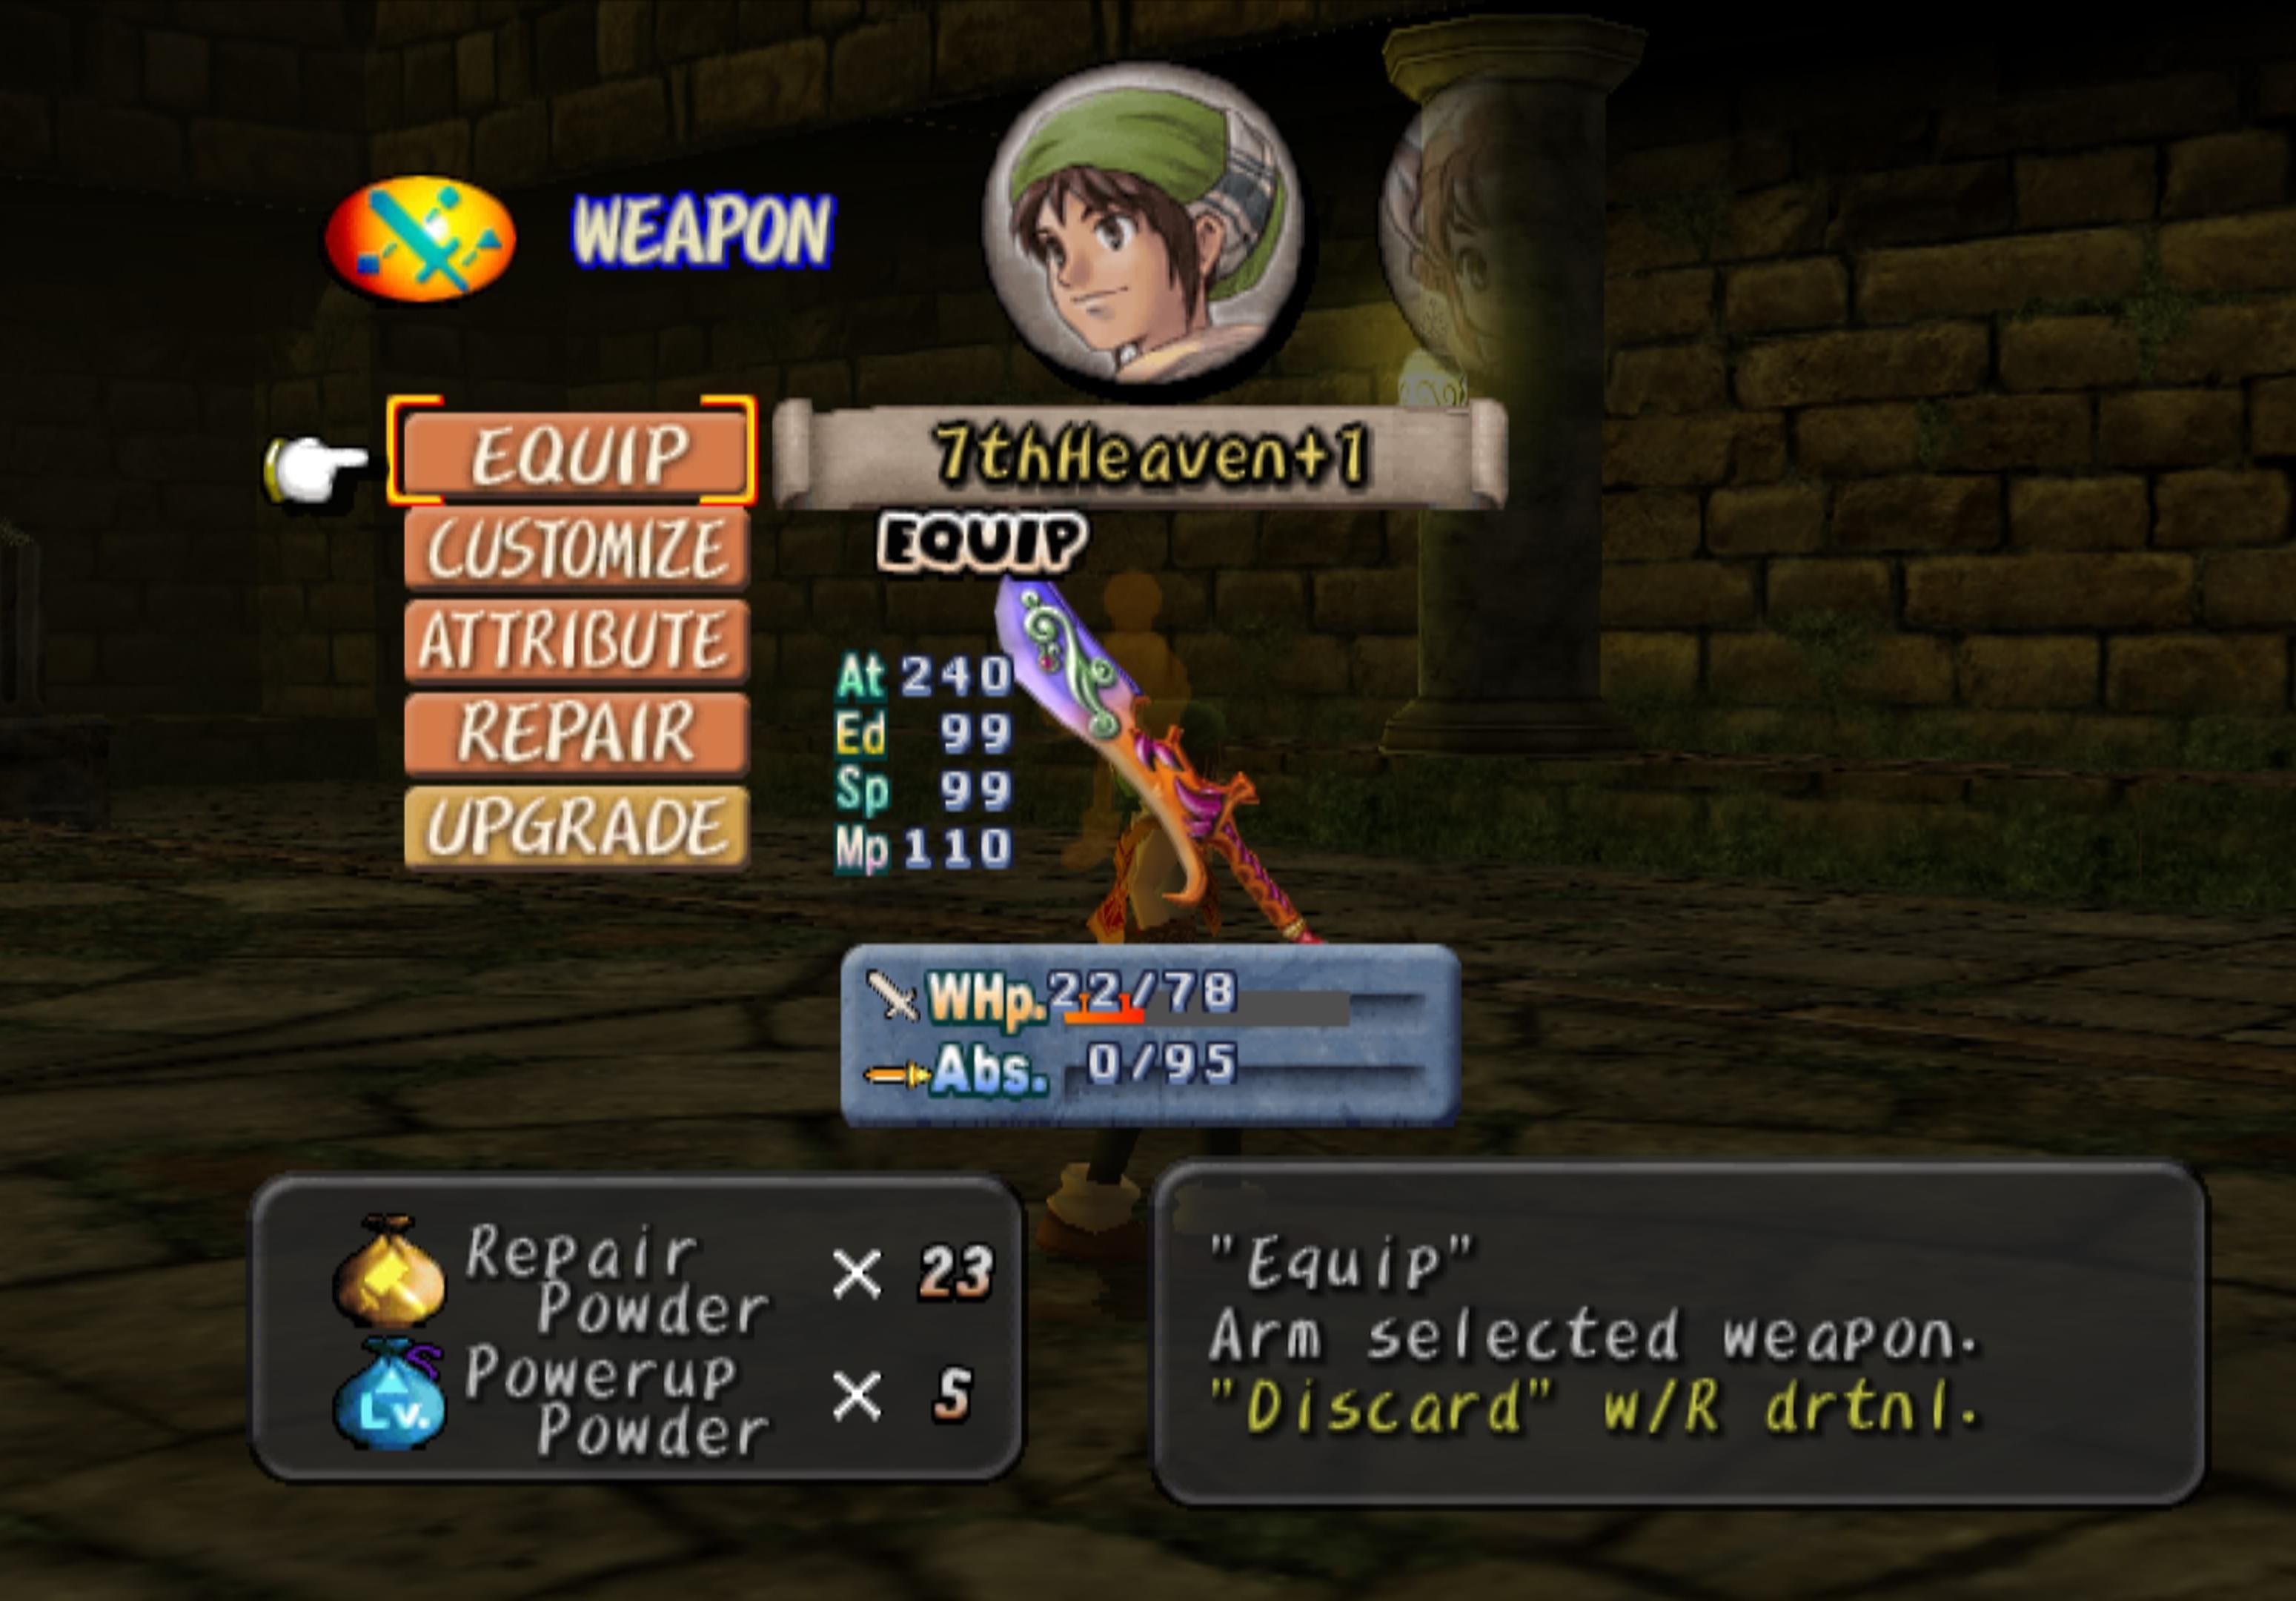 WEAPON
EQUIP
7thHeaven+1
CUSTOMIZE
EQUIP
ATTRIBUTE
At 240
REPAIR
Ed 99
Sp 99
UPGRADE
Mp 110
WHp. 22/78
Abs. 0/95
Repair
Powder
× 23
Lv.
Powerup
Powder
× 5
"Equip"
Arm selected weapon.
"Discard" w/R drtnl.